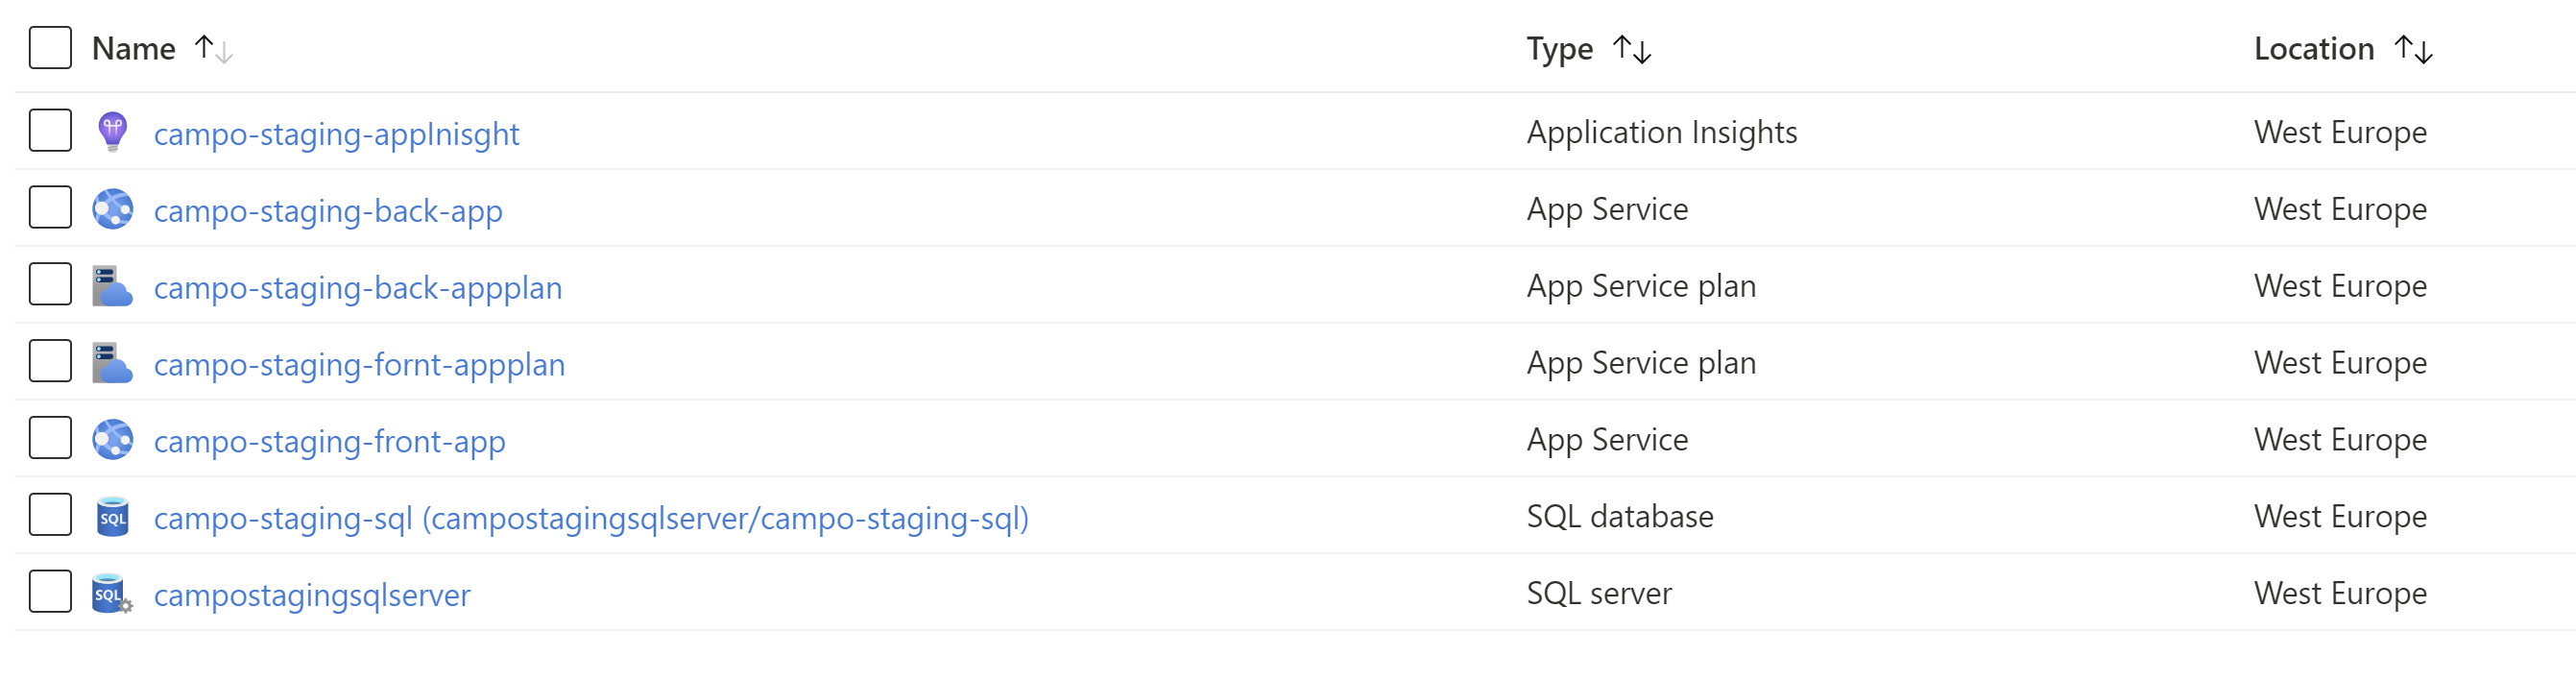 Name Type Location
campo-staging-appInisght Application Insights West Europe
campo-staging-back-app App Service West Europe
campo-staging-back-appplan App Service plan West Europe
campo-staging-fornt-appplan App Service plan West Europe
campo-staging-front-app App Service West Europe
SQL campo-staging-sql (campostagingsqlserver/campo-staging-sql) SQL database West Europe
SQL campostagingsqlserver SQL server West Europe